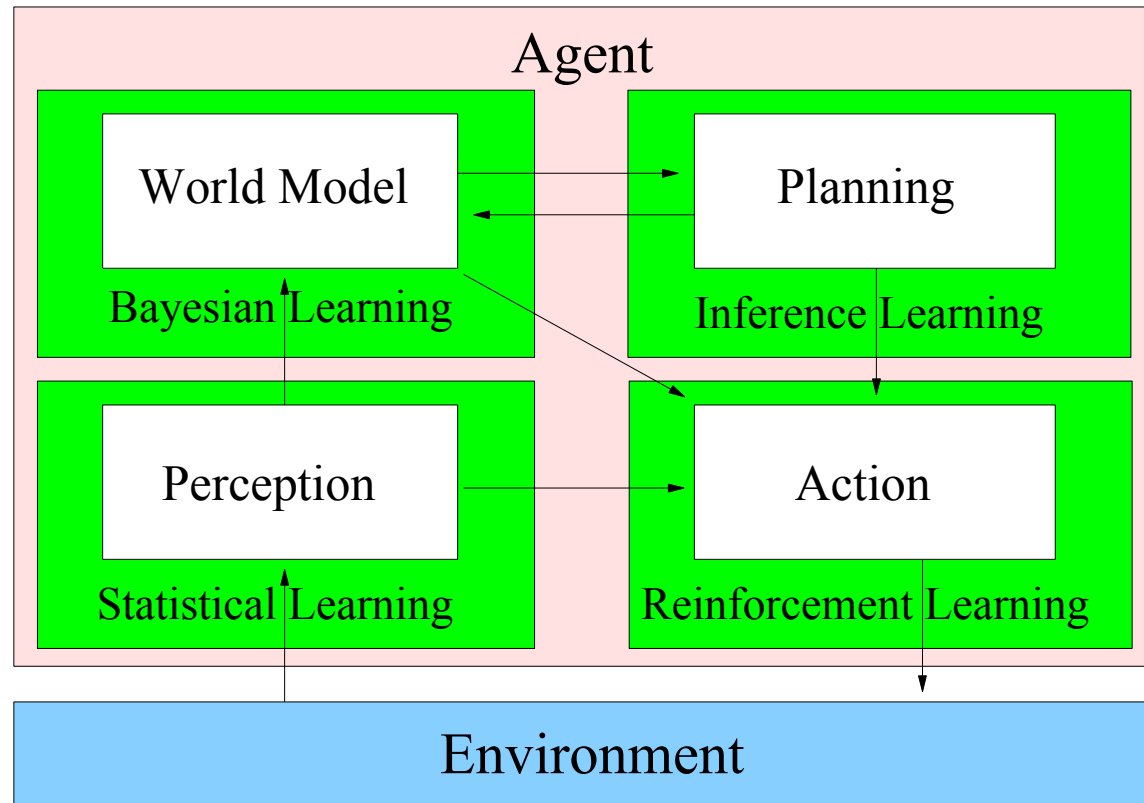 Agent
World Model
Planning
Bayesian Learning
Inference Learning
Perception
Action
Statistical Learning
Reinforcement Learning
Environment